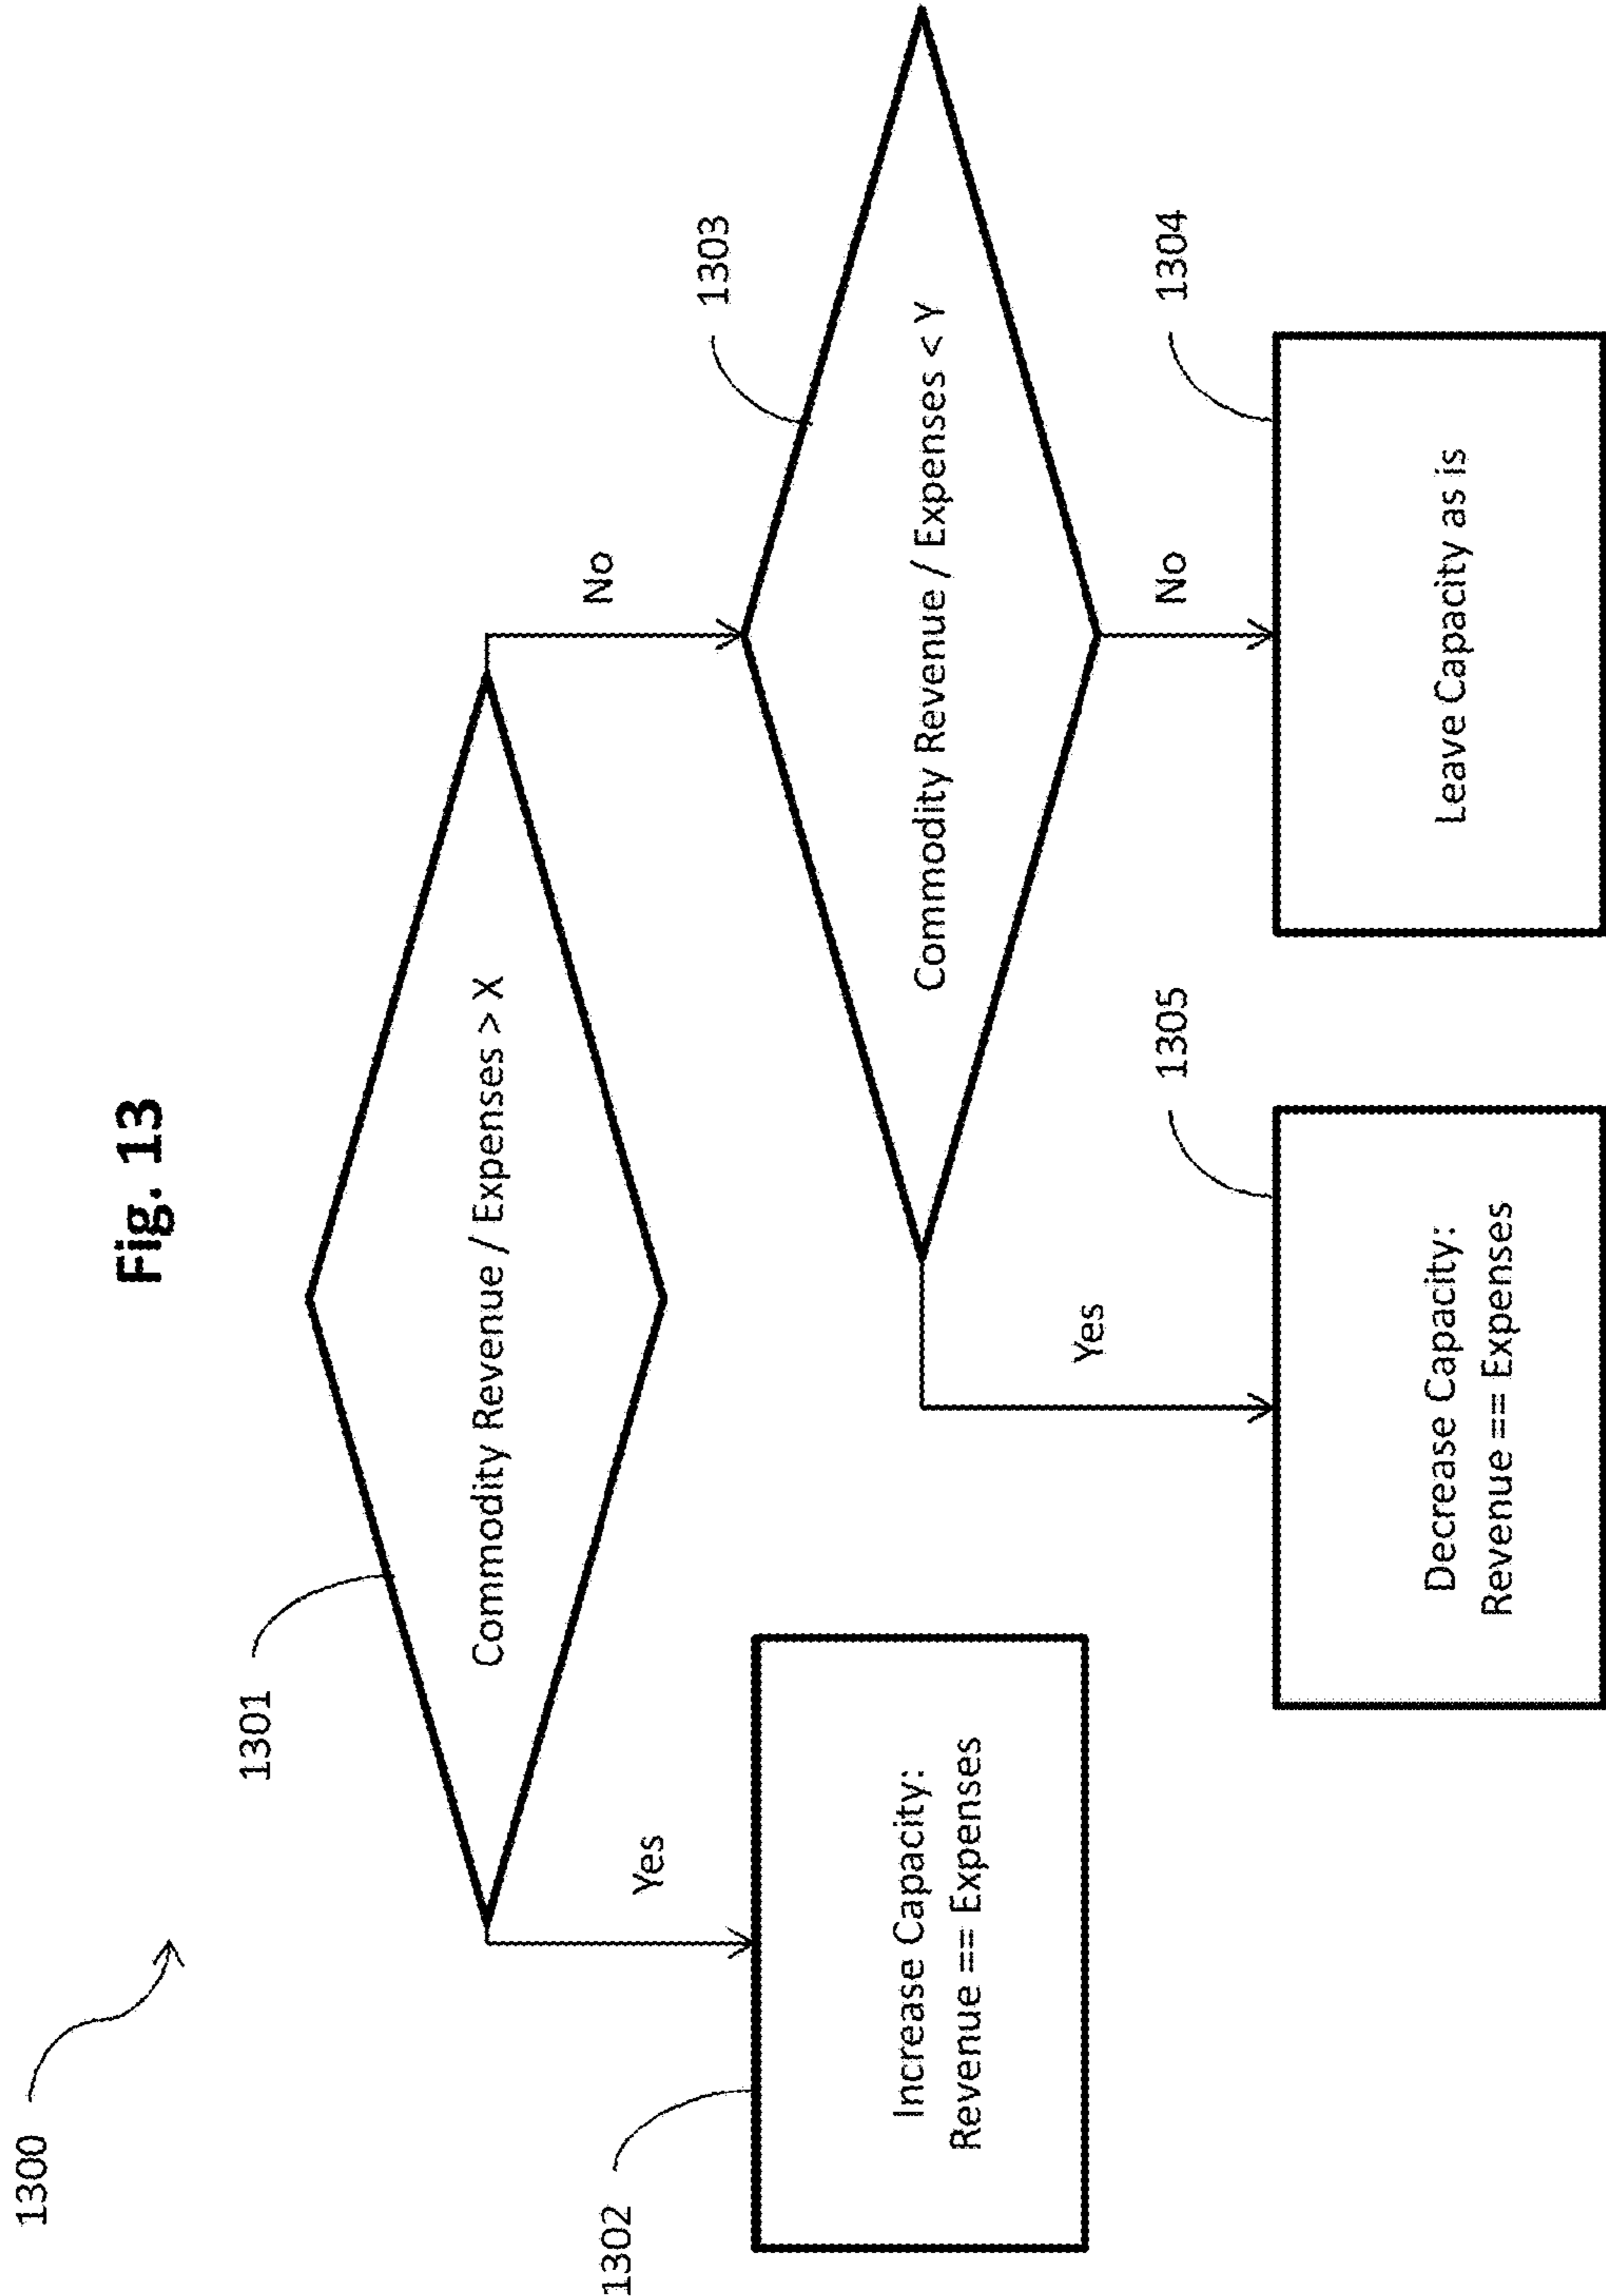 Fig. 13
1300
1301
Commodity Revenue / Expenses > X
Yes
No
1302
Increase Capacity:
Revenue == Expenses
1303
Commodity Revenue / Expenses < Y
Yes
No
1305
Decrease Capacity:
Revenue == Expenses
1304
Leave Capacity as is